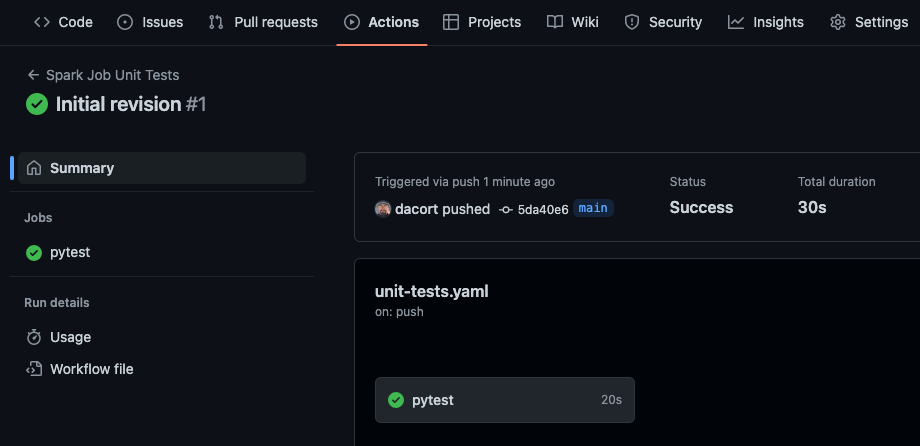 Code Issues Pull requests Actions Projects Wiki Security Insights Settings
Spark Job Unit Tests
Initial revision #1
Summary
Jobs
pytest
Run details
Usage
Workflow file
Triggered via push 1 minute ago
dacort pushed 5da40e6 main
Status
Success
Total duration
30s
unit-tests.yaml
on: push
pytest 20s